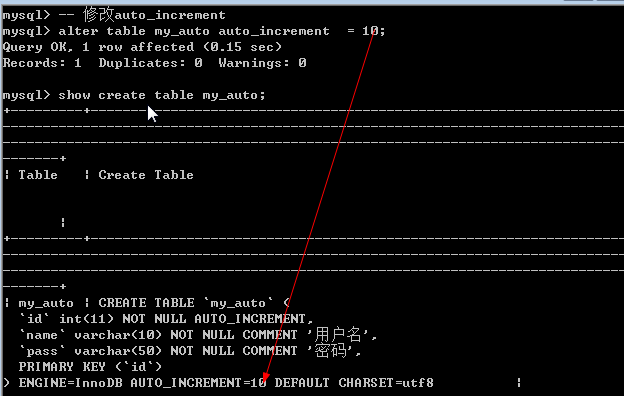 mysql> -- 修改auto_increment
mysql> alter table my_auto auto_increment  = 10;
Query OK, 1 row affected (0.15 sec)
Records: 1  Duplicates: 0  Warnings: 0
mysql> show create table my_auto;
+---------+------------------------------------------------------------------
-----------------------------------------------------------------------------
-----------------------------------------------------------------------------
-------+
| Table   | Create Table
|
+---------+------------------------------------------------------------------
-----------------------------------------------------------------------------
-----------------------------------------------------------------------------
-------+
| my_auto | CREATE TABLE `my_auto` (
  `id` int(11) NOT NULL AUTO_INCREMENT,
  `name` varchar(10) NOT NULL COMMENT '用户名',
  `pass` varchar(50) NOT NULL COMMENT '密码',
  PRIMARY KEY (`id`)
) ENGINE=InnoDB AUTO_INCREMENT=10 DEFAULT CHARSET=utf8          |